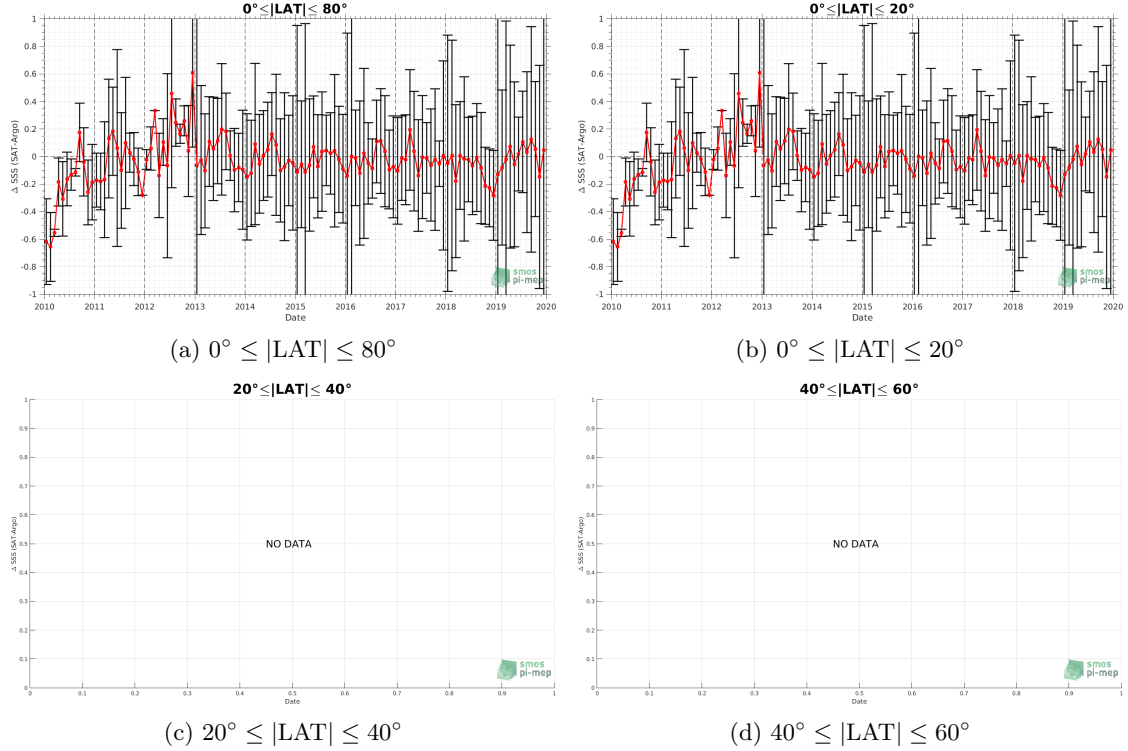 0°≤|LAT|≤ 80°
Δ SSS (SAT-Argo)
1
0.8
0.6
0.4
0.2
0
-0.2
-0.4
-0.6
-0.8
-1
2010 2011 2012 2013 2014 2015 2016 2017 2018 2019 2020
Date
smos
pi-mep
(a) 0° ≤ |LAT| ≤ 80°
0°≤|LAT|≤ 20°
Δ SSS (SAT-Argo)
1
0.8
0.6
0.4
0.2
0
-0.2
-0.4
-0.6
-0.8
-1
2010 2011 2012 2013 2014 2015 2016 2017 2018 2019 2020
Date
smos
pi-mep
(b) 0° ≤ |LAT| ≤ 20°
20°≤|LAT|≤ 40°
Δ SSS (SAT-Argo)
1
0.9
0.8
0.7
0.6
0.5
0.4
0.3
0.2
0.1
0
NO DATA
0 0.1 0.2 0.3 0.4 0.5 0.6 0.7 0.8 0.9 1
Date
smos
pi-mep
(c) 20° ≤ |LAT| ≤ 40°
40°≤|LAT|≤ 60°
Δ SSS (SAT-Argo)
1
0.9
0.8
0.7
0.6
0.5
0.4
0.3
0.2
0.1
0
NO DATA
0 0.1 0.2 0.3 0.4 0.5 0.6 0.7 0.8 0.9 1
Date
smos
pi-mep
(d) 40° ≤ |LAT| ≤ 60°